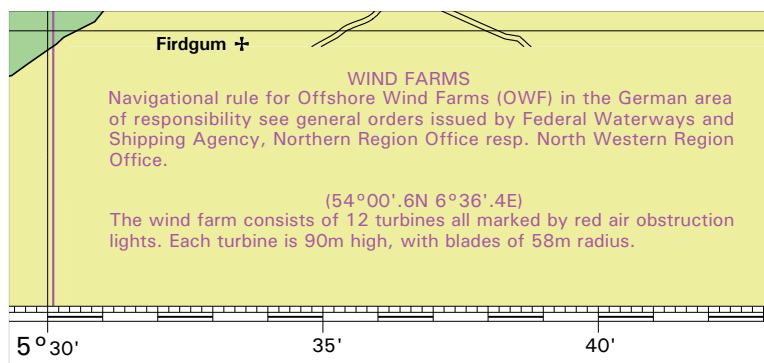 Firdgum
WIND FARMS
Navigational rule for Offshore Wind Farms (OWF) in the German area
of responsibility see general orders issued by Federal Waterways and
Shipping Agency, Northern Region Office resp. North Western Region
Office.
(54°00'.6N 6°36'.4E)
The wind farm consists of 12 turbines all marked by red air obstruction
lights. Each turbine is 90m high, with blades of 58m radius.
5°30' 35' 40'